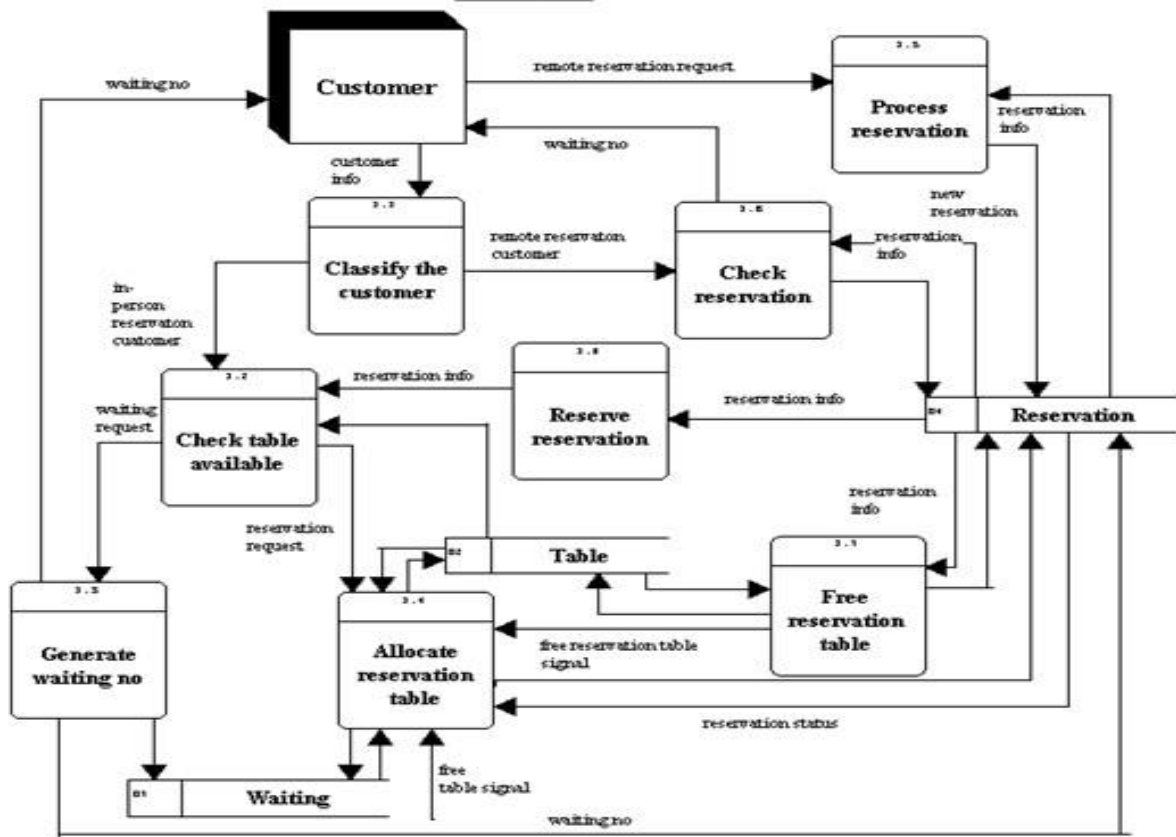 waiting no
Customer
remote reservation request
Process
reservation
reservation
info
waiting no
customer
info
new
reservation
Classify the
customer
remote reservaton
customer
Check
reservation
reservation
info
in-
person
reservaton
cuatomer
Check table
available
reservation info
Reserve
reservation
reservation info
Reservation
waiting
request
reservation
request
Table
reservation
info
Free
reservation
table
Generate
waiting no
Allocate
reservation
table
free reservation table
signal
reservation status
Waiting
free
table signal
waiting no